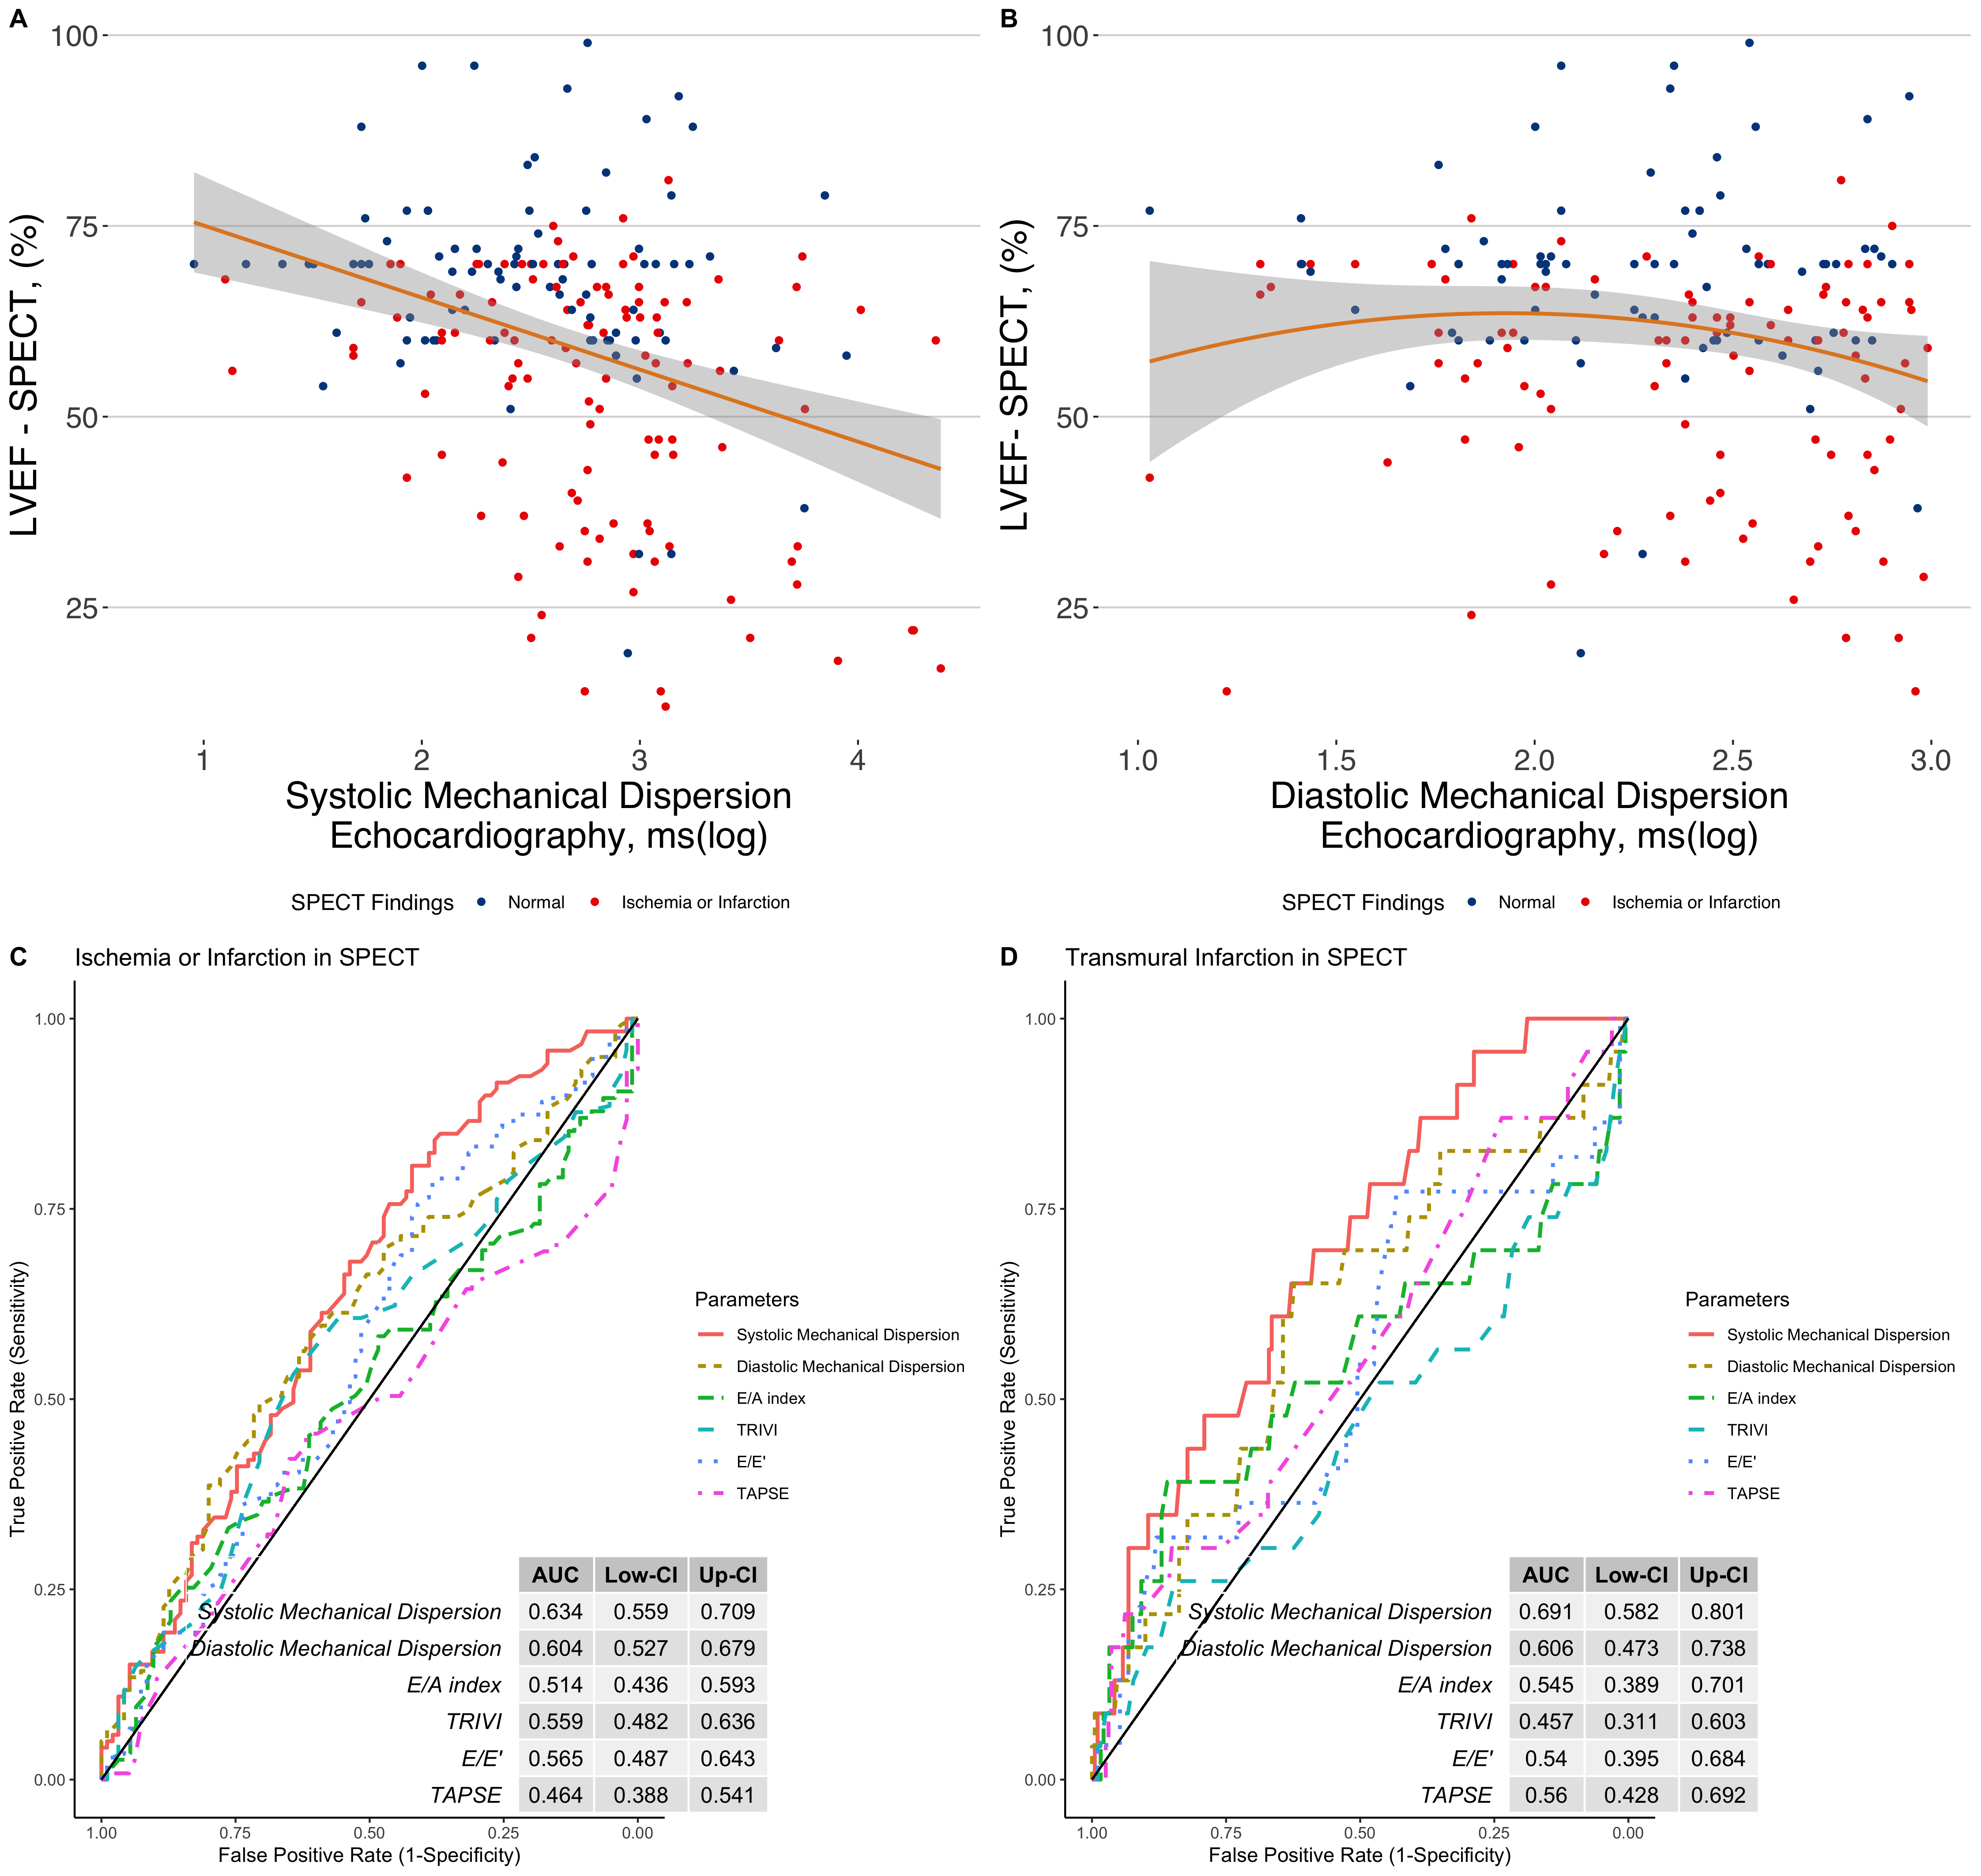 A
100
75
50
25
LVEF - SPECT, (%)
1 2 3 4
Systolic Mechanical Dispersion
Echocardiography, ms(log)
SPECT Findings Normal Ischemia or Infarction
B
100
75
50
25
LVEF- SPECT, (%)
1.0 1.5 2.0 2.5 3.0
Diastolic Mechanical Dispersion
Echocardiography, ms(log)
SPECT Findings Normal Ischemia or Infarction
C Ischemia or Infarction in SPECT
1.00
0.75
0.50
0.25
0.00
True Positive Rate (Sensitivity)
Parameters
Systolic Mechanical Dispersion
Diastolic Mechanical Dispersion
E/A index
TRIVI
E/E'
TAPSE
AUC Low-CI Up-CI
Systolic Mechanical Dispersion 0.634 0.559 0.709
Diastolic Mechanical Dispersion 0.604 0.527 0.679
E/A index 0.514 0.436 0.593
TRIVI 0.559 0.482 0.636
E/E' 0.565 0.487 0.643
TAPSE 0.464 0.388 0.541
1.00 0.75 0.50 0.25 0.00
False Positive Rate (1-Specificity)
D Transmural Infarction in SPECT
1.00
0.75
0.50
0.25
0.00
True Positive Rate (Sensitivity)
Parameters
Systolic Mechanical Dispersion
Diastolic Mechanical Dispersion
E/A index
TRIVI
E/E'
TAPSE
AUC Low-CI Up-CI
Systolic Mechanical Dispersion 0.691 0.582 0.801
Diastolic Mechanical Dispersion 0.606 0.473 0.738
E/A index 0.545 0.389 0.701
TRIVI 0.457 0.311 0.603
E/E' 0.54 0.395 0.684
TAPSE 0.56 0.428 0.692
1.00 0.75 0.50 0.25 0.00
False Positive Rate (1-Specificity)